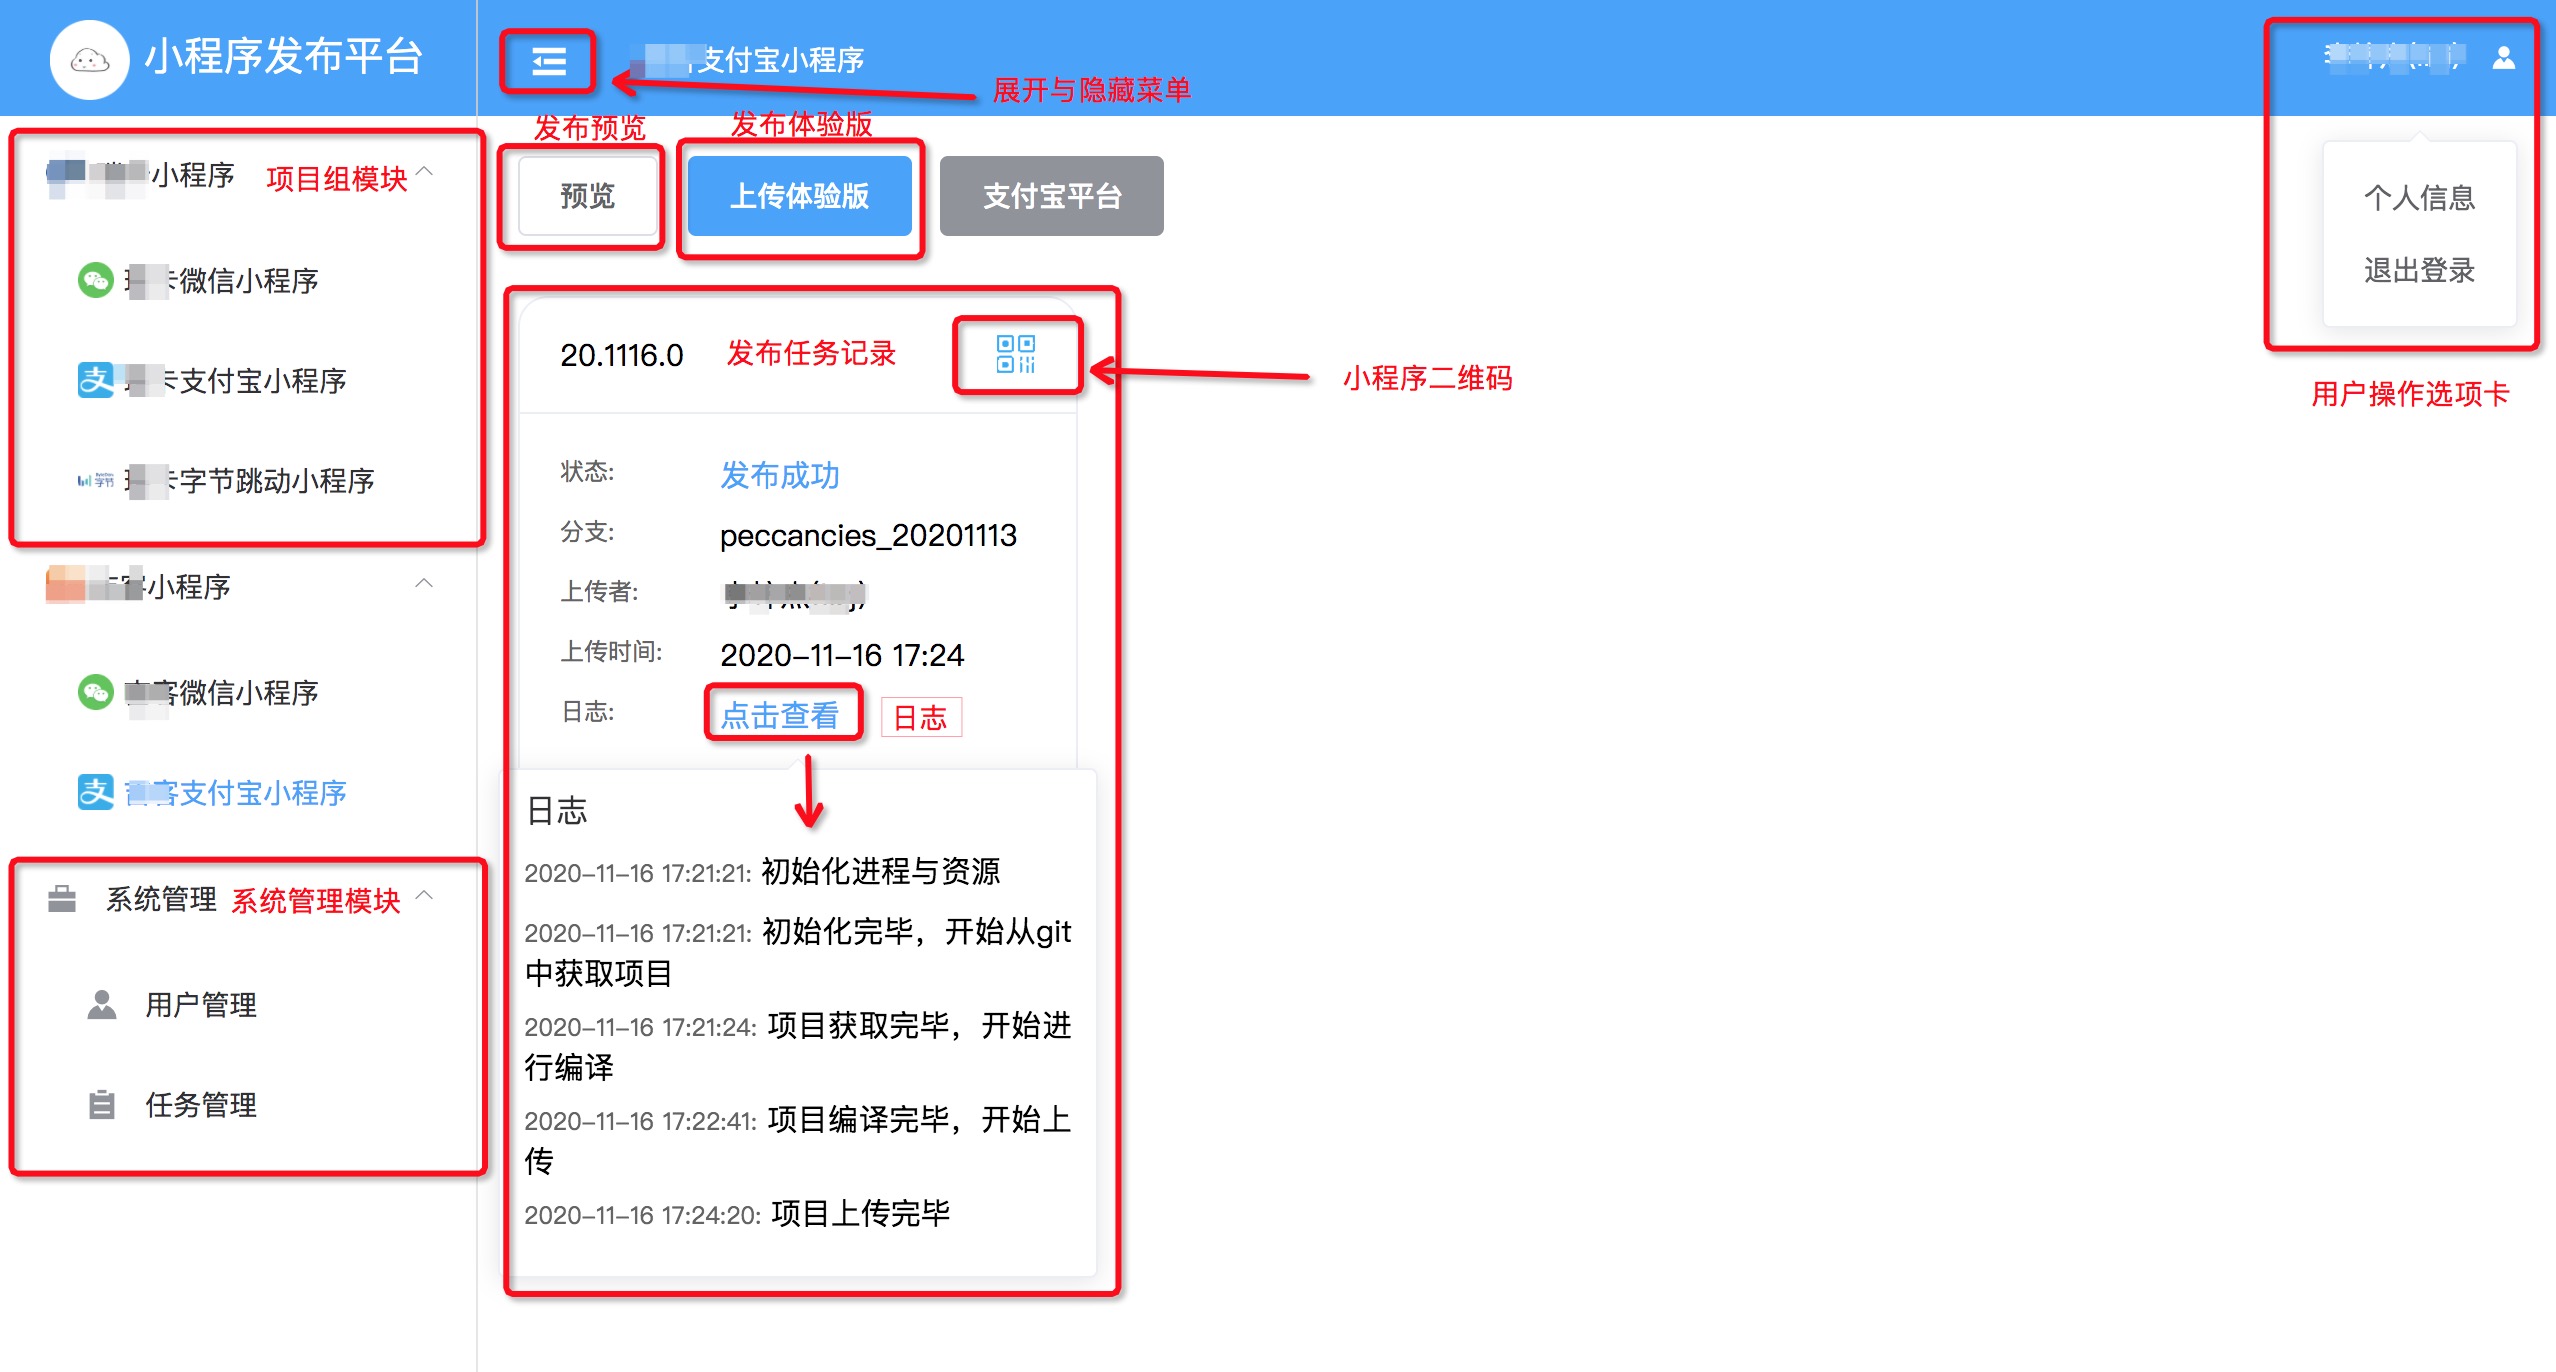 小程序发布平台
支付宝小程序
展开与隐藏菜单
小程序
项目组模块
微信小程序
支付宝小程序
字节跳动小程序
小程序
客微信小程序
客支付宝小程序
系统管理
系统管理模块
用户管理
任务管理
发布预览
发布体验版
预览
上传体验版
支付宝平台
20.1116.0
发布任务记录
小程序二维码
状态:
发布成功
分支:
peccancies_20201113
上传者:
上传时间:
2020-11-16 17:24
日志:
点击查看
日志
日志
2020-11-16 17:21:21: 初始化进程与资源
2020-11-16 17:21:21: 初始化完毕，开始从git
中获取项目
2020-11-16 17:21:24: 项目获取完毕，开始进
行编译
2020-11-16 17:22:41: 项目编译完毕，开始上
传
2020-11-16 17:24:20: 项目上传完毕
个人信息
退出登录
用户操作选项卡